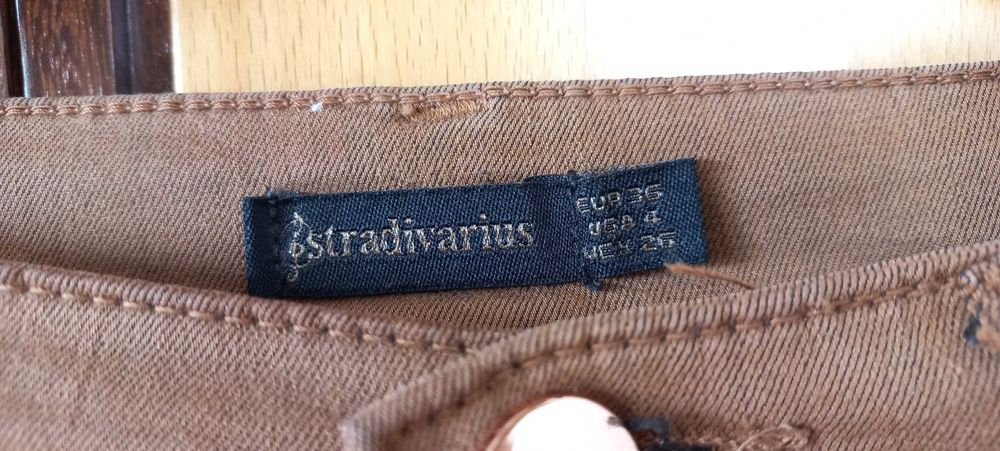 stradivarius
EUR 36
USA 4
MEX 26